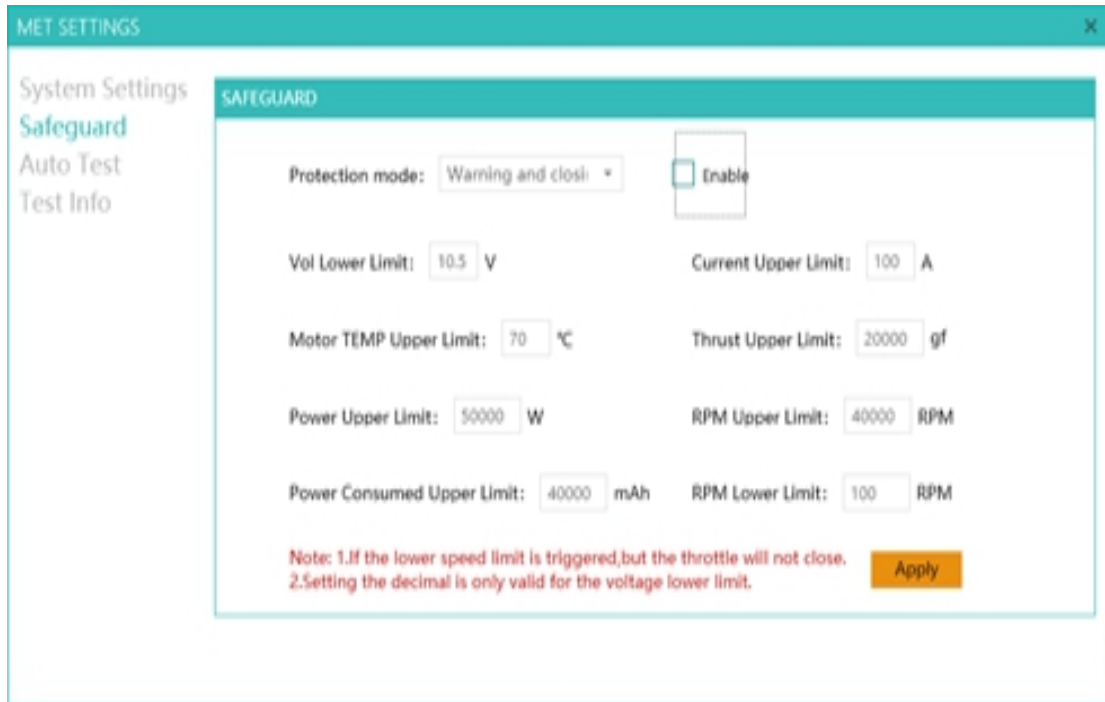 MET SETTINGS
System Settings
Safeguard
Auto Test
Test Info
SAFEGUARD
Protection mode: Warning and closi Enable
Vol Lower Limit: 10.5 V Current Upper Limit: 100 A
Motor TEMP Upper Limit: 70 ℃ Thrust Upper Limit: 20000 gf
Power Upper Limit: 50000 W RPM Upper Limit: 40000 RPM
Power Consumed Upper Limit: 40000 mAh RPM Lower Limit: 100 RPM
Note: 1.If the lower speed limit is triggered,but the throttle will not close.
2.Setting the decimal is only valid for the voltage lower limit.
Apply